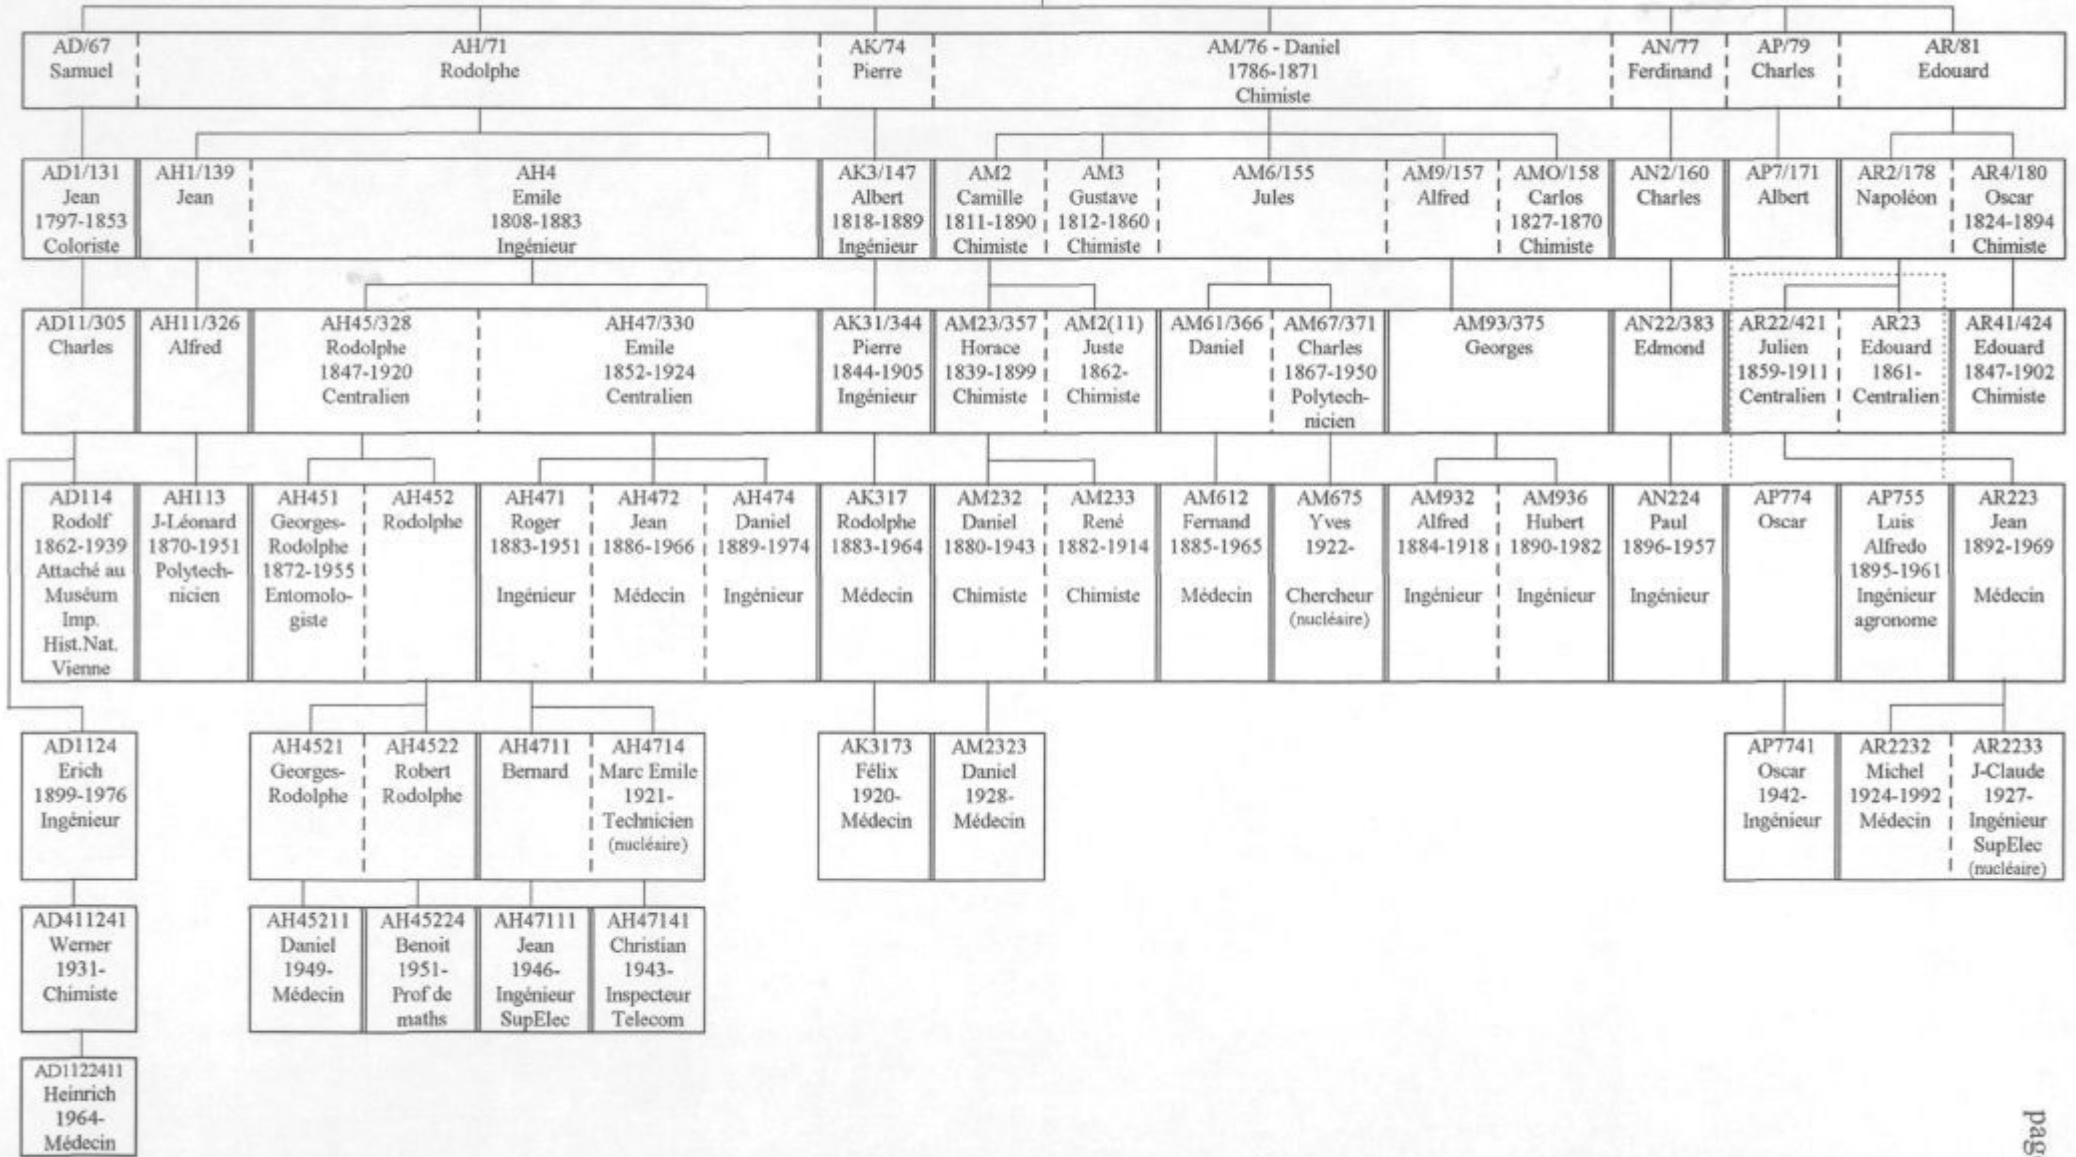 AD/67
Samuel
AH/71
Rodolphe
AK/74
Pierre
AM/76 - Daniel
1786-1871
Chimiste
AN/77
Ferdinand
AP/79
Charles
AR/81
Edouard
AD1/131
Jean
1797-1853
Coloriste
AH1/139
Jean
AH4
Emile
1808-1883
Ingénieur
AK3/147
Albert
1818-1889
Ingénieur
AM2
Camille
1811-1890
Chimiste
AM3
Gustave
1812-1860
Chimiste
AM6/155
Jules
AM9/157
Alfred
AMO/158
Carlos
1827-1870
Chimiste
AN2/160
Charles
AP7/171
Albert
AR2/178
Napoléon
AR4/180
Oscar
1824-1894
Chimiste
AD11/305
Charles
AH11/326
Alfred
AH45/328
Rodolphe
1847-1920
Centralien
AH47/330
Emile
1852-1924
Centralien
AK31/344
Pierre
1844-1905
Ingénieur
AM23/357
Horace
1839-1899
Chimiste
AM2(11)
Juste
1862-
Chimiste
AM61/366
Daniel
AM67/371
Charles
1867-1950
Polytech-
nicien
AM93/375
Georges
AN22/383
Edmond
AR22/421
Julien
1859-1911
Centralien
AR23
Edouard
1861-
Centralien
AR41/424
Edouard
1847-1902
Chimiste
AD114
Rodolf
1862-1939
Attaché au
Muséum
Imp.
Hist.Nat.
Vienne
AH113
J-Léonard
1870-1951
Polytech-
nicien
AH451
Georges-
Rodolphe
1872-1955
Entomolo-
giste
AH452
Rodolphe
AH471
Roger
1883-1951
Ingénieur
AH472
Jean
1886-1966
Médecin
AH474
Daniel
1889-1974
Ingénieur
AK317
Rodolphe
1883-1964
Médecin
AM232
Daniel
1880-1943
Chimiste
AM233
René
1882-1914
Chimiste
AM612
Fernand
1885-1965
Médecin
AM675
Yves
1922-
Chercheur
(nucléaire)
AM932
Alfred
1884-1918
Ingénieur
AM936
Hubert
1890-1982
Ingénieur
AN224
Paul
1896-1957
Ingénieur
AP774
Oscar
AP755
Luis
Alfredo
1895-1961
Ingénieur
agronome
AR223
Jean
1892-1969
Médecin
AD1124
Erich
1899-1976
Ingénieur
AH4521
Georges-
Rodolphe
AH4522
Robert
Rodolphe
AH4711
Bernard
AH4714
Marc Emile
1921-
Technicien
(nucléaire)
AK3173
Félix
1920-
Médecin
AM2323
Daniel
1928-
Médecin
AP7741
Oscar
1942-
Ingénieur
AR2232
Michel
1924-1992
Médecin
AR2233
J-Claude
1927-
Ingénieur
SupElec
(nucléaire)
AD411241
Werner
1931-
Chimiste
AH45211
Daniel
1949-
Médecin
AH45224
Benoit
1951-
Prof de
maths
AH47111
Jean
1946-
Ingénieur
SupElec
AH47141
Christian
1943-
Inspecteur
Telecom
AD1122411
Heinrich
1964-
Médecin
pag